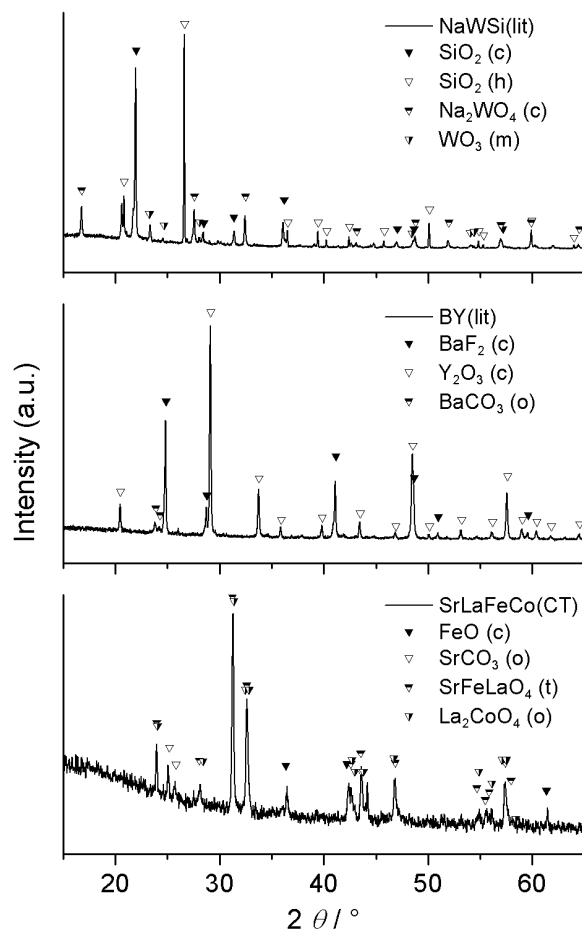 NaWSi(lit)
SiO₂ (c)
SiO₂ (h)
Na₂WO₄ (c)
WO₃ (m)
BY(lit)
BaF₂ (c)
Y₂O₃ (c)
BaCO₃ (o)
Intensity (a.u.)
SrLaFeCo(CT)
FeO (c)
SrCO₃ (o)
SrFeLaO₄ (t)
La₂CoO₄ (o)
20 30 40 50 60
2 θ / °